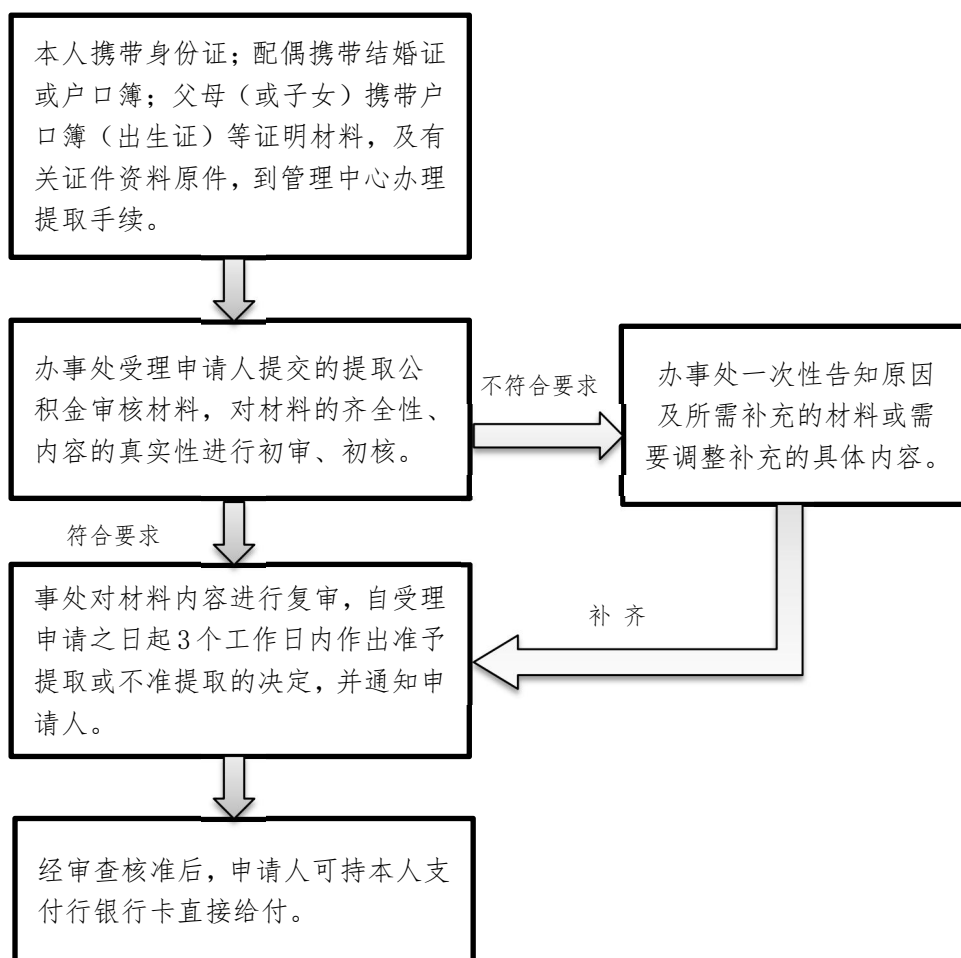 本人携带身份证；配偶携带结婚证
或户口簿；父母（或子女）携带户
口簿（出生证）等证明材料，及有
关证件资料原件，到管理中心办理
提取手续。
办事处受理申请人提交的提取公
积金审核材料，对材料的齐全性、
内容的真实性进行初审、初核。
不符合要求
办事处一次性告知原因
及所需补充的材料或需
要调整补充的具体内容。
符合要求
事处对材料内容进行复审，自受理
申请之日起3个工作日内作出准予
提取或不准提取的决定，并通知申
请人。
补 齐
经审查核准后，申请人可持本人支
付行银行卡直接给付。